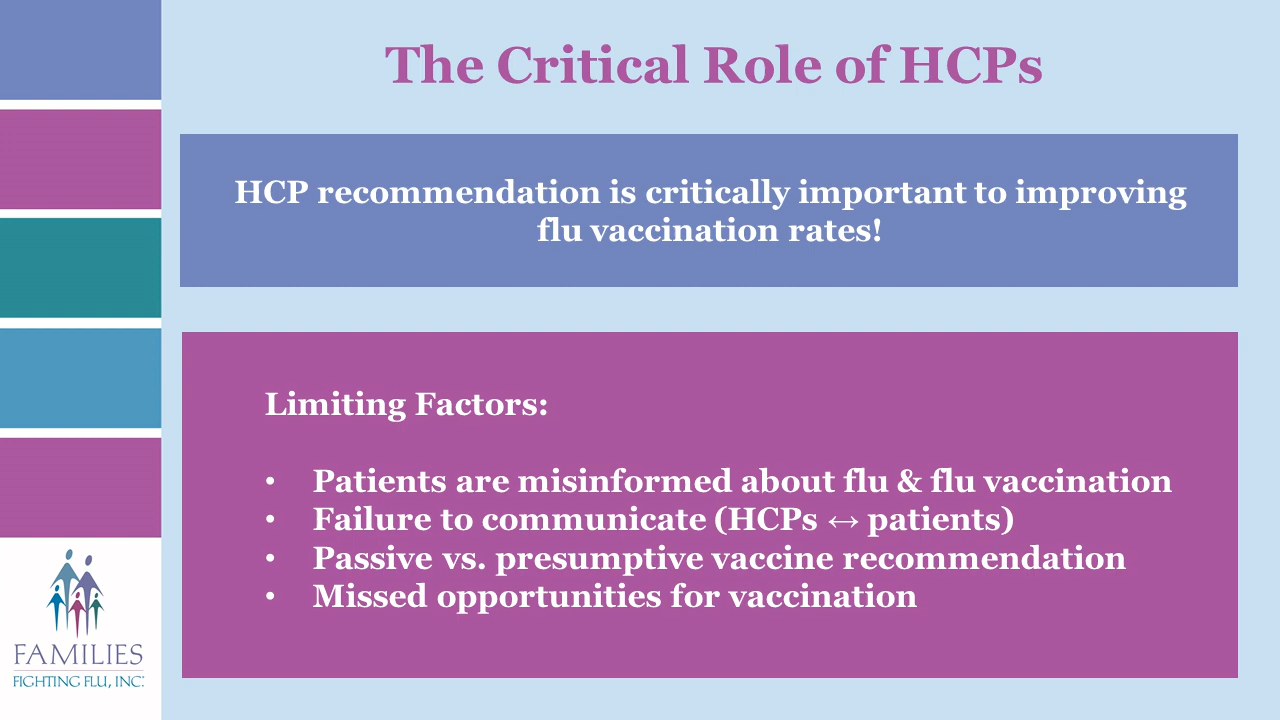 The Critical Role of HCPs
HCP recommendation is critically important to improving
flu vaccination rates!
Limiting Factors:
• Patients are misinformed about flu & flu vaccination
• Failure to communicate (HCPs ↔ patients)
• Passive vs. presumptive vaccine recommendation
• Missed opportunities for vaccination
FAMILIES
FIGHTING FLU, INC.